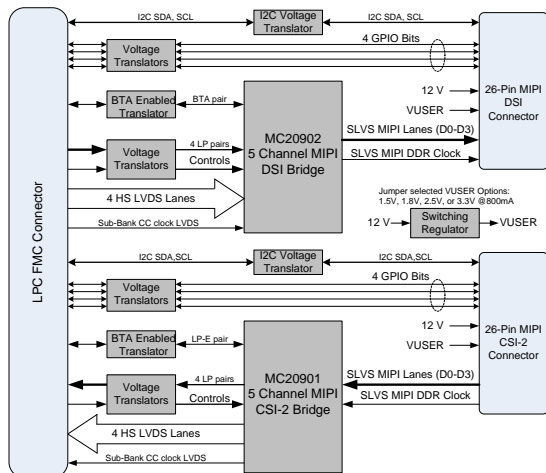 I2C SDA, SCL
I2C Voltage
Translator
I2C SDA, SCL
Voltage
Translators
4 GPIO Bits
BTA Enabled
Translator
BTA pair
MC20902
5 Channel MIPI
DSI Bridge
12 V
VUSER
26-Pin MIPI
DSI
Connector
SLVS MIPI Lanes (D0-D3)
SLVS MIPI DDR Clock
Voltage
Translators
4 LP pairs
Controls
4 HS LVDS Lanes
Sub-Bank CC clock LVDS
Jumper selected VUSER Options:
1.5V, 1.8V, 2.5V, or 3.3V @800mA
12 V
Switching
Regulator
VUSER
LPC FMC Connector
I2C SDA,SCL
I2C Voltage
Translator
I2C SDA,SCL
Voltage
Translators
4 GPIO Bits
BTA Enabled
Translator
LP-E pair
MC20901
5 Channel MIPI
CSI-2 Bridge
12 V
VUSER
26-Pin MIPI
CSI-2
Connector
SLVS MIPI Lanes (D0-D3)
SLVS MIPI DDR Clock
Voltage
Translators
4 LP pairs
Controls
4 HS LVDS Lanes
Sub-Bank CC clock LVDS